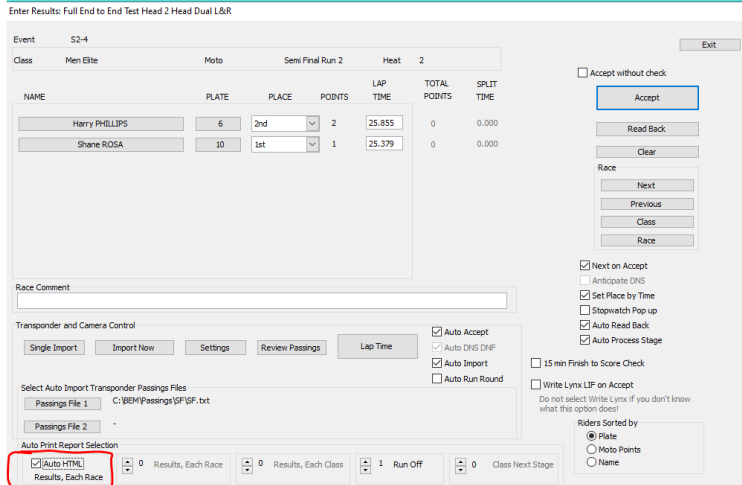 Enter Results: Full End to End Test Head 2 Head Dual L&R
Event S2-4
Exit
Class Men Elite Moto Semi Final Run 2 Heat 2
Accept without check
NAME PLATE PLACE POINTS LAP TIME TOTAL POINTS SPLIT TIME
Accept
Harry PHILLIPS 6 2nd 2 25.855 0 0.000
Shane ROSA 10 1st 1 25.379 0 0.000
Read Back
Clear
Race
Next
Previous
Class
Race
Next on Accept
Anticipate DNS
Set Place by Time
Stopwatch Pop up
Auto Read Back
Auto Process Stage
Race Comment
Transponder and Camera Control
Single Import Import Now Settings Review Passings Lap Time
Auto Accept
Auto DNS DNF
Auto Import
Auto Run Round
15 min Finish to Score Check
Write Lynx LIF on Accept
Do not select Write Lynx if you don't know
what this option does!
Select Auto Import Transponder Passings Files
Passings File 1 C:\BEM\Passings\SF\SF.txt
Passings File 2 -
Riders Sorted by
Plate
Moto Points
Name
Auto Print Report Selection
Auto HTML
Results, Each Race
0 Results, Each Race
0 Results, Each Class
1 Run Off
0 Class Next Stage